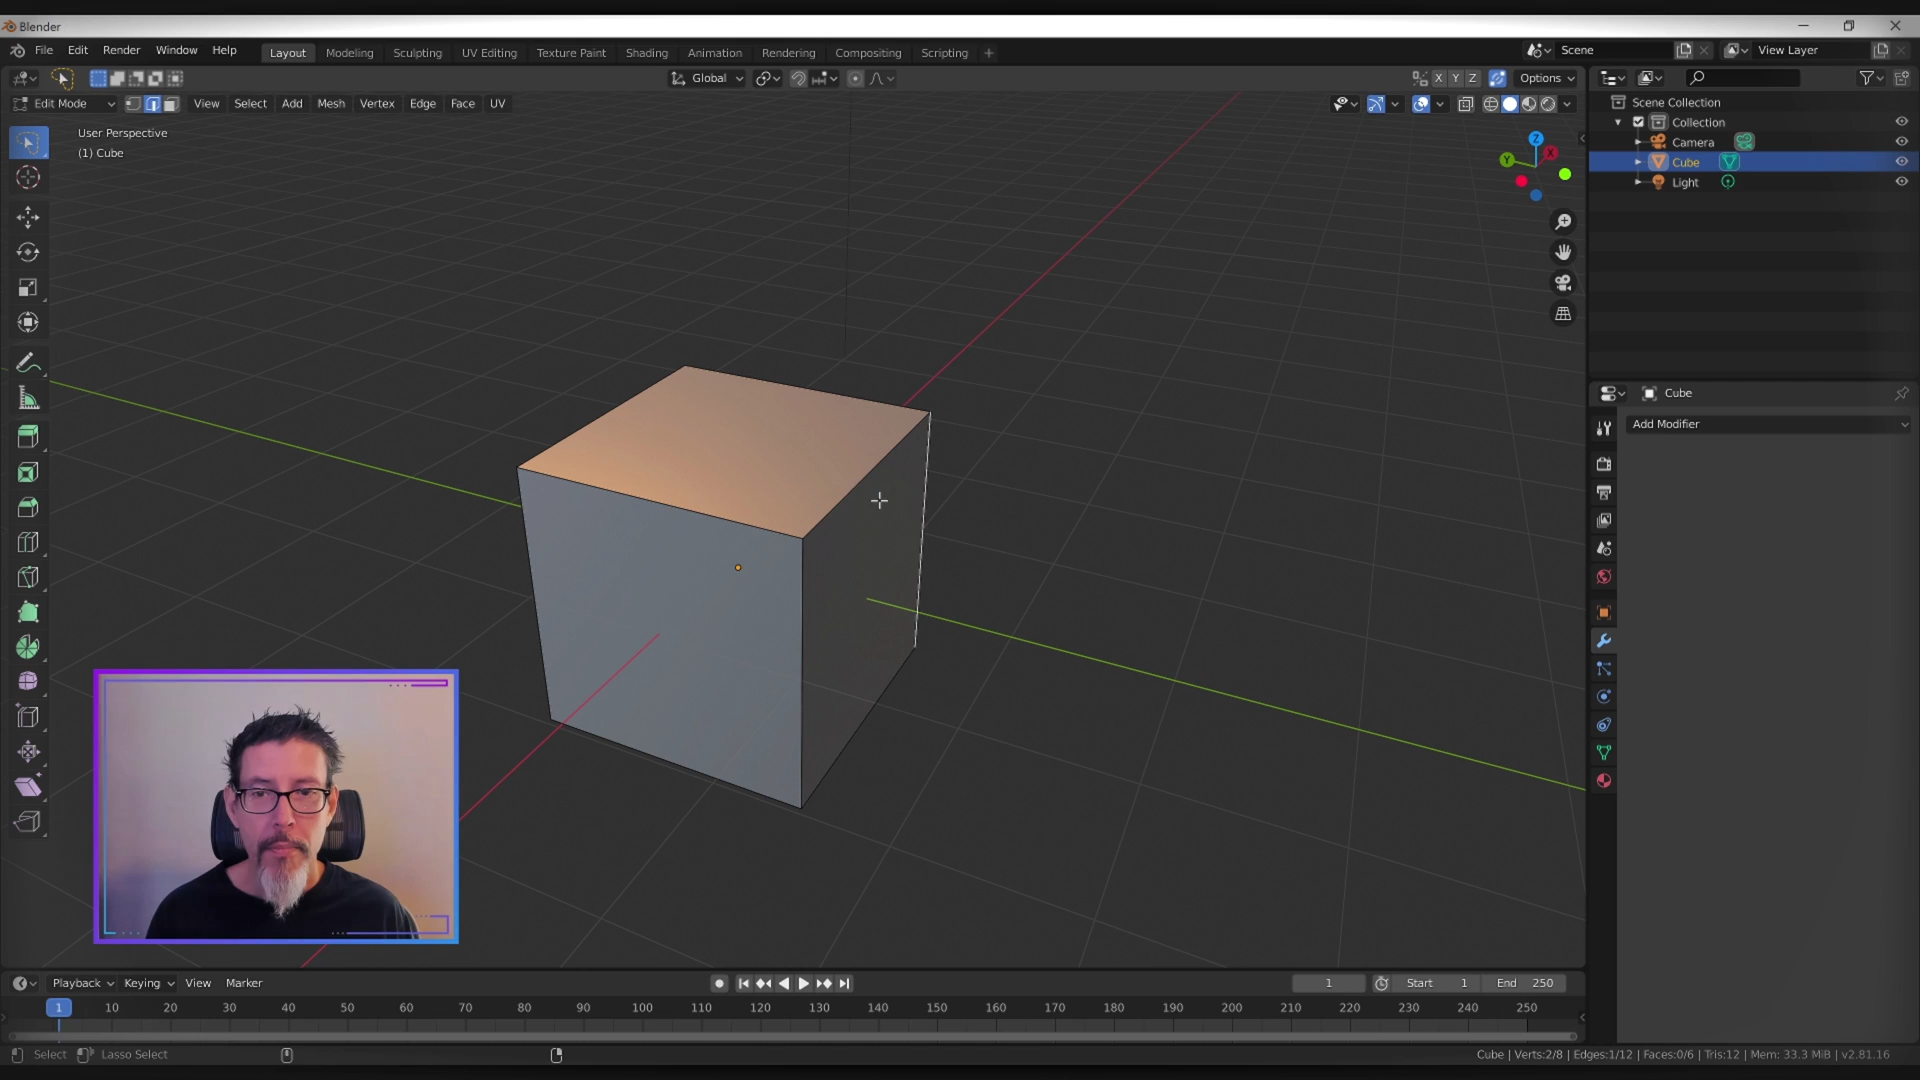 Blender
File Edit Render Window Help Layout Modeling Sculpting UV Editing Texture Paint Shading Animation Rendering Compositing Scripting + Scene View Layer
Global X Y Z Options
Edit Mode View Select Add Mesh Vertex Edge Face UV
User Perspective
(1) Cube
Z
Y X
Scene Collection
Collection
Camera
Cube
Light
Cube
Add Modifier
Playback Keying View Marker 1 Start 1 End 250
1 10 20 30 40 50 60 70 80 90 100 110 120 130 140 150 160 170 180 190 200 210 220 230 240 250
Select Lasso Select Cube | Verts:2/8 | Edges:1/12 | Faces:0/6 | Tris:12 | Mem: 33.3 MiB | v2.81.16